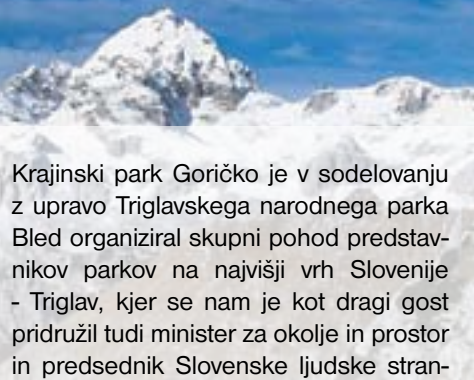 Krajinski park Goričko je v sodelovanju
z upravo Triglavskega narodnega parka
Bled organiziral skupni pohod predstav-
nikov parkov na najvišji vrh Slovenije
- Triglav, kjer se nam je kot dragi gost
pridružil tudi minister za okolje in prostor
in predsednik Slovenske ljudske stran-